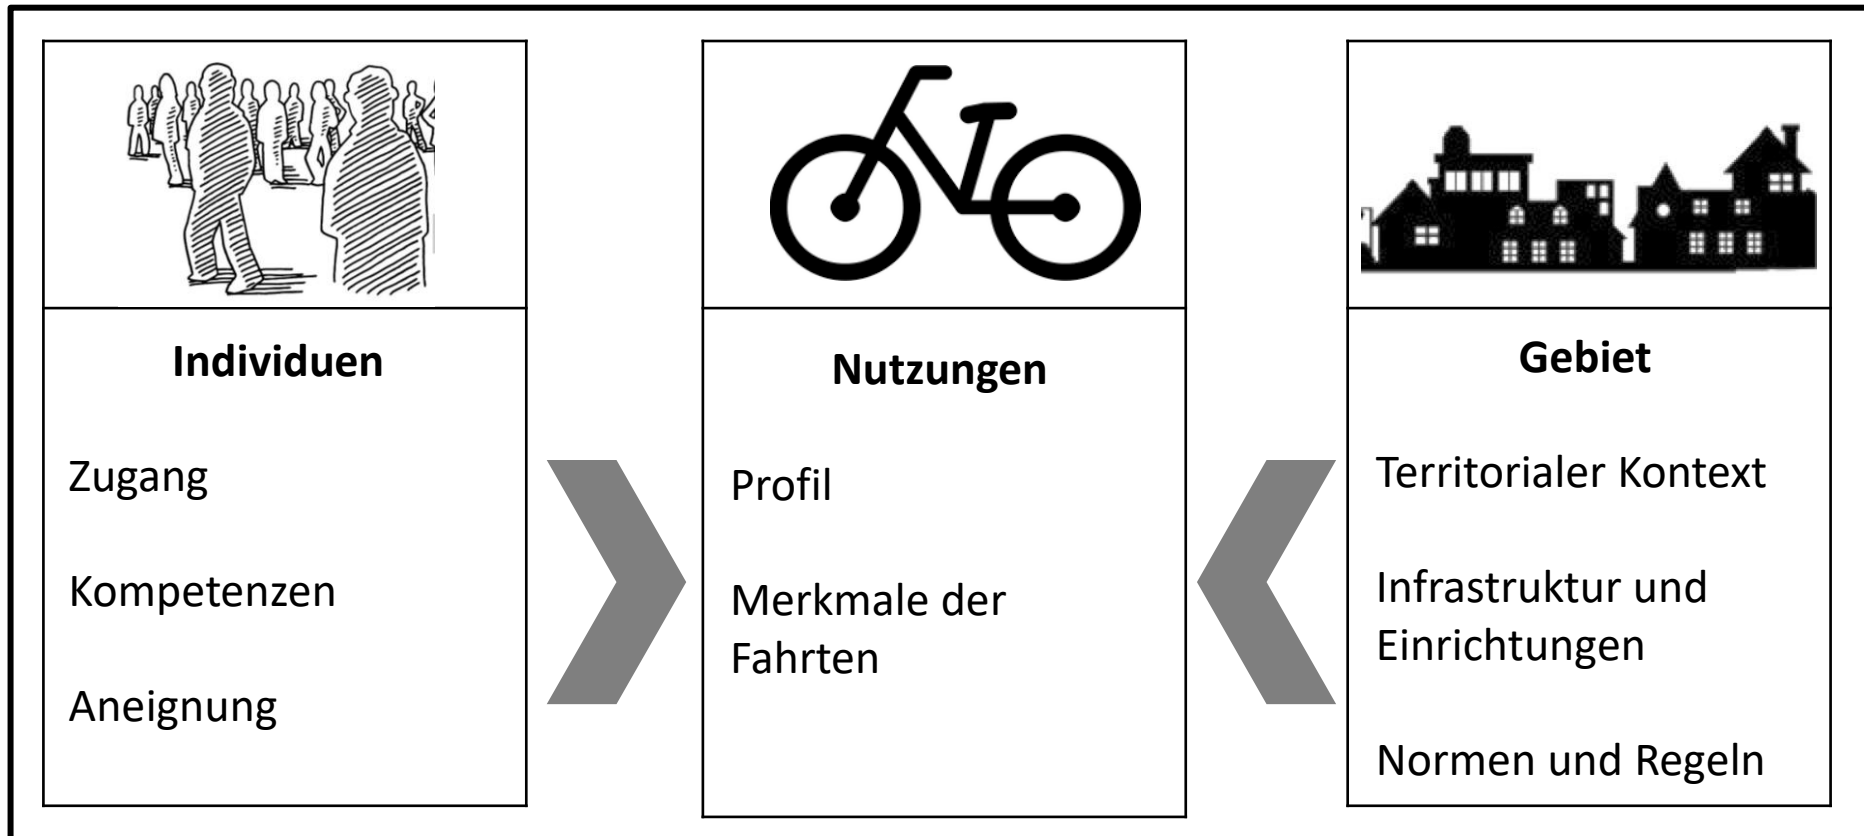 Individuen
Zugang
Kompetenzen
Aneignung
Nutzungen
Profil
Merkmale der
Fahrten
Gebiet
Territorialer Kontext
Infrastruktur und
Einrichtungen
Normen und Regeln